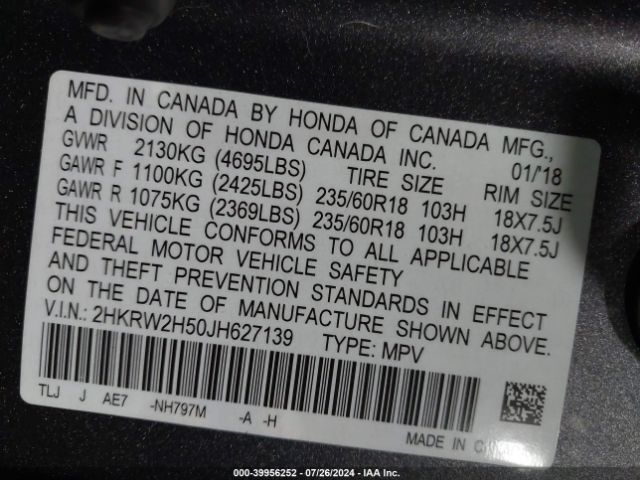 MFD. IN CANADA BY HONDA OF CANADA MFG.,
A DIVISION OF HONDA CANADA INC. 01/'18
GVWR 2130KG (4695LBS) TIRE SIZE RIM SIZE
GAWR F 1100KG (2425LBS) 235/60R18 103H 18X7.5J
GAWR R 1075KG (2369LBS) 235/60R18 103H 18X7.5J
THIS VEHICLE CONFORMS TO ALL APPLICABLE
FEDERAL MOTOR VEHICLE SAFETY
AND THEFT PREVENTION STANDARDS IN EFFECT
ON THE DATE OF MANUFACTURE SHOWN ABOVE.
V.I.N.: 2HKRW2H50JH627139 TYPE: MPV
TLJ J AE7 -NH797M -A -H
MADE IN
000-39956252 - 07/26/2024 - IAA Inc.